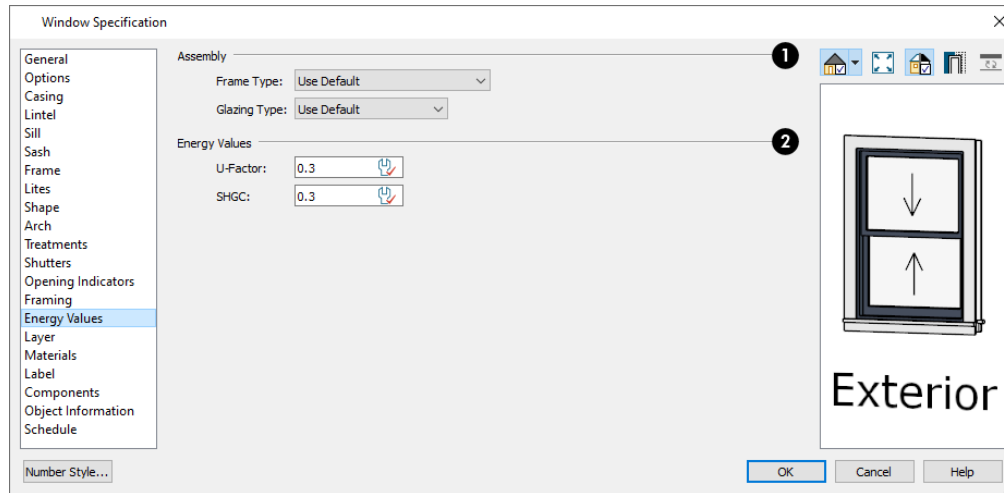 Window Specification
General
Options
Casing
Lintel
Sill
Sash
Frame
Lites
Shape
Arch
Treatments
Shutters
Opening Indicators
Framing
Energy Values
Layer
Materials
Label
Components
Object Information
Schedule
Assembly
1
Frame Type: Use Default
Glazing Type: Use Default
Energy Values
2
U-Factor: 0.3
SHGC: 0.3
Exterior
Number Style...
OK
Cancel
Help